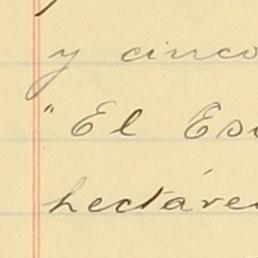 y cinco
"El Es
hectáre